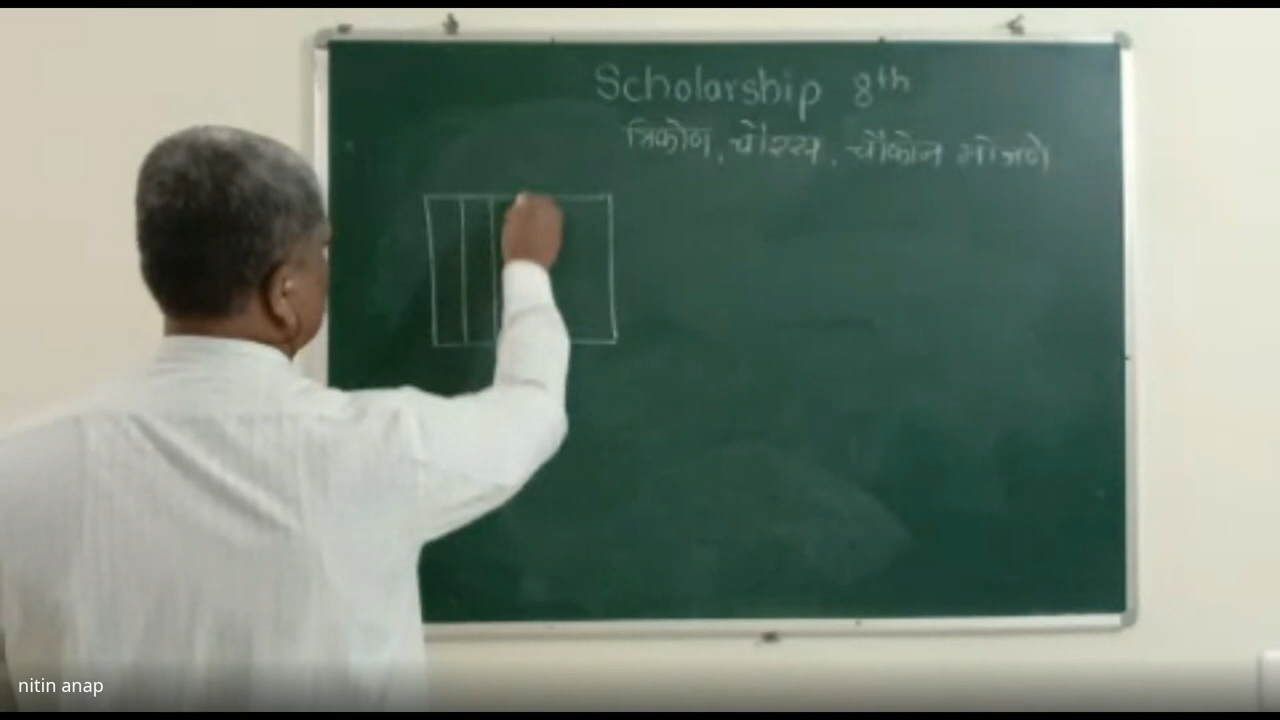 Scholarship 8th
त्रिकोण, चौरस, चौकोन मोजणे
nitin anap